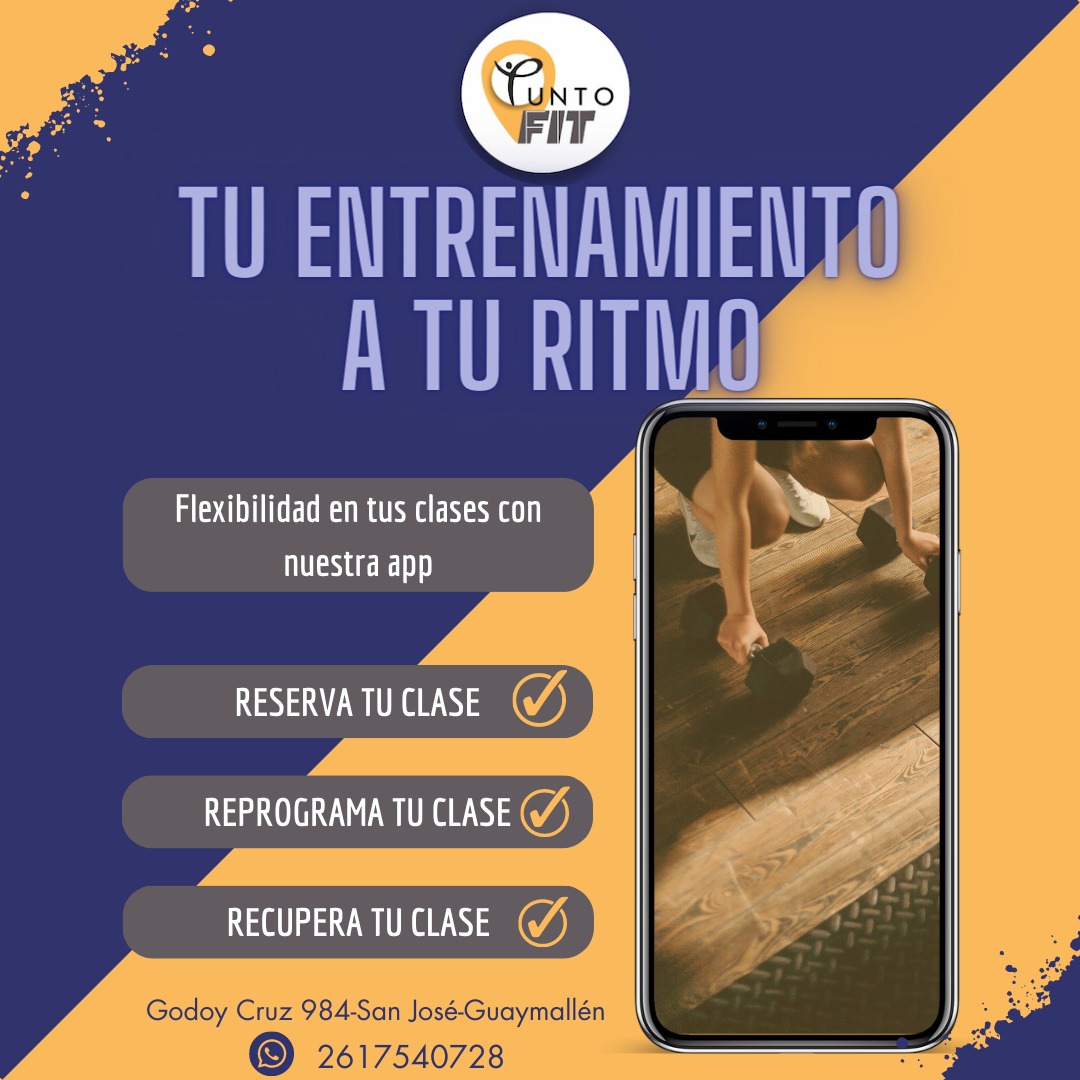 PUNTO
FIT
TU ENTRENAMIENTO
A TU RITMO
Flexibilidad en tus clases con
nuestra app
RESERVA TU CLASE
REPROGRAMA TU CLASE
RECUPERA TU CLASE
Godoy Cruz 984-San José-Guaymallén
2617540728